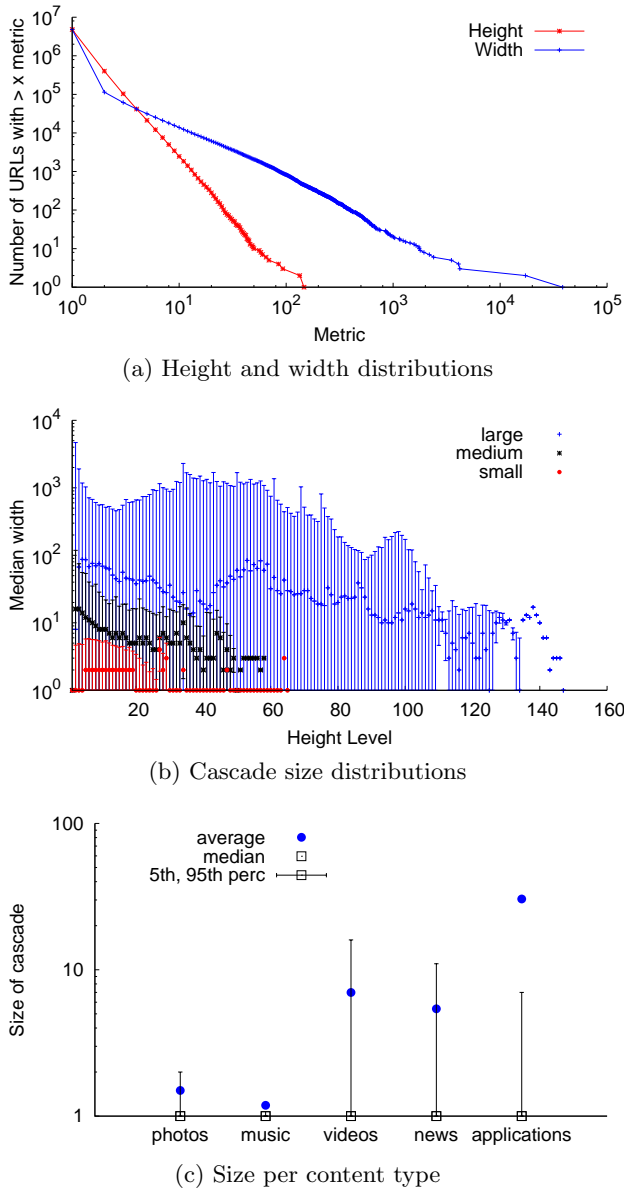 10^7
10^6
10^5
10^4
10^3
10^2
10^1
10^0
Number of URLs with > x metric
Height
Width
10^0 10^1 10^2 10^3 10^4 10^5
Metric
(a) Height and width distributions
10^4
10^3
10^2
10^1
10^0
Median width
large
medium
small
20 40 60 80 100 120 140 160
Height Level
(b) Cascade size distributions
100
10
1
Size of cascade
average
median
5th, 95th perc
photos music videos news applications
(c) Size per content type